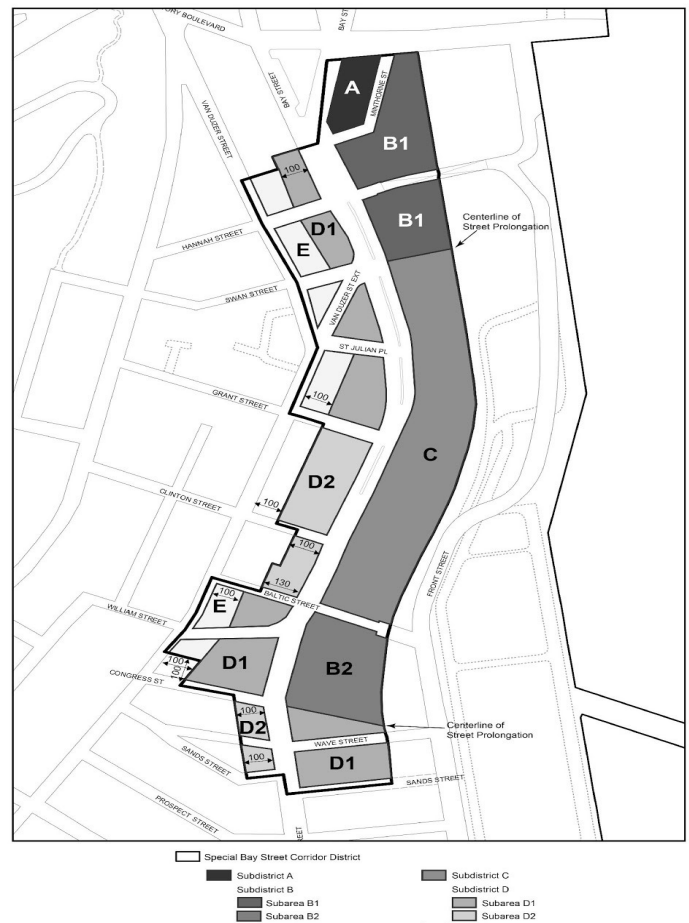 ORY BOULEVARD
BAY ST
BAY STREET
VAN DUZER STREET
MINTHORNE ST
A
B1
100
B1
Centerline of
Street Prolongation
D1
E
HANNAH STREET
SWAN STREET
VAN DUZER ST EXT
ST JULIAN PL
100
GRANT STREET
C
D2
CLINTON STREET
100
100
130
FRONT STREET
BALTIC STREET
100
E
WILLIAM STREET
D1
B2
100
100
CONGRESS ST
100
D2
Centerline of
Street Prolongation
WAVE STREET
100
SANDS STREET
D1
SANDS STREET
PROSPECT STREET
REET
Special Bay Street Corridor District
Subdistrict A
Subdistrict C
Subdistrict B
Subdistrict D
Subarea B1
Subarea D1
Subarea B2
Subarea D2